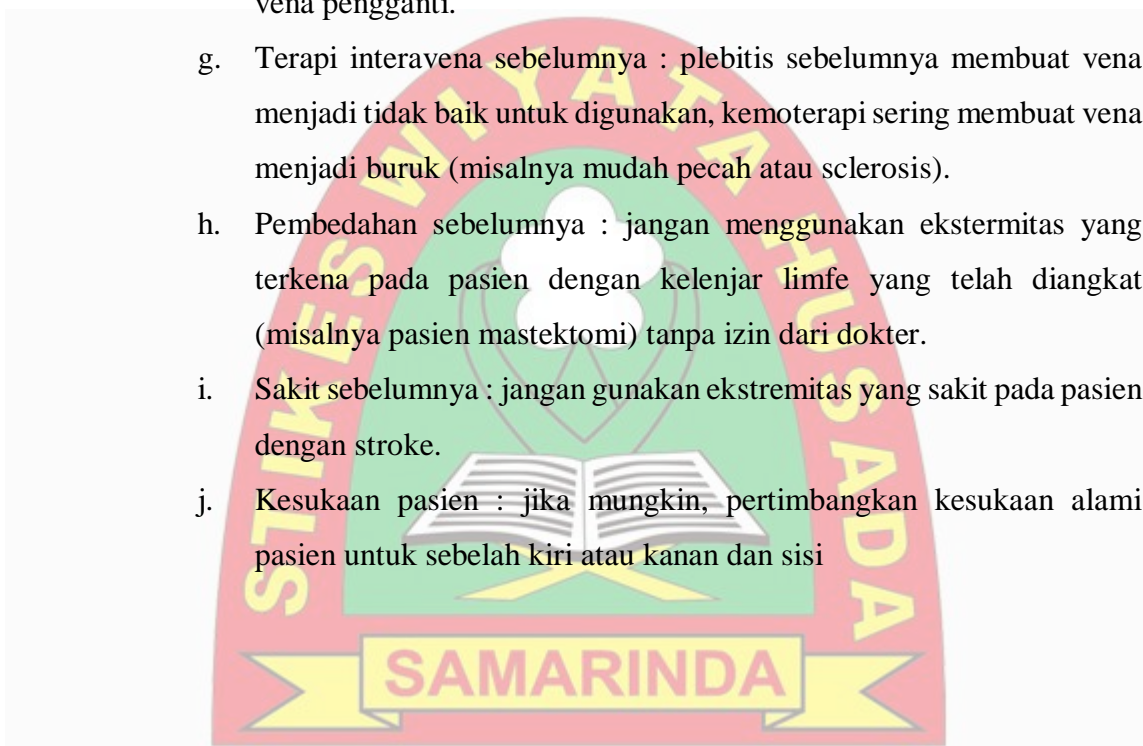 vena pengganti.
g. Terapi interavena sebelumnya : plebitis sebelumnya membuat vena
menjadi tidak baik untuk digunakan, kemoterapi sering membuat vena
menjadi buruk (misalnya mudah pecah atau sclerosis).
h. Pembedahan sebelumnya : jangan menggunakan ekstermitas yang
terkena pada pasien dengan kelenjar limfe yang telah diangkat
(misalnya pasien mastektomi) tanpa izin dari dokter.
i. Sakit sebelumnya : jangan gunakan ekstremitas yang sakit pada pasien
dengan stroke.
j. Kesukaan pasien : jika mungkin, pertimbangkan kesukaan alami
pasien untuk sebelah kiri atau kanan dan sisi
STIKES WIYATA HUSADA
SAMARINDA